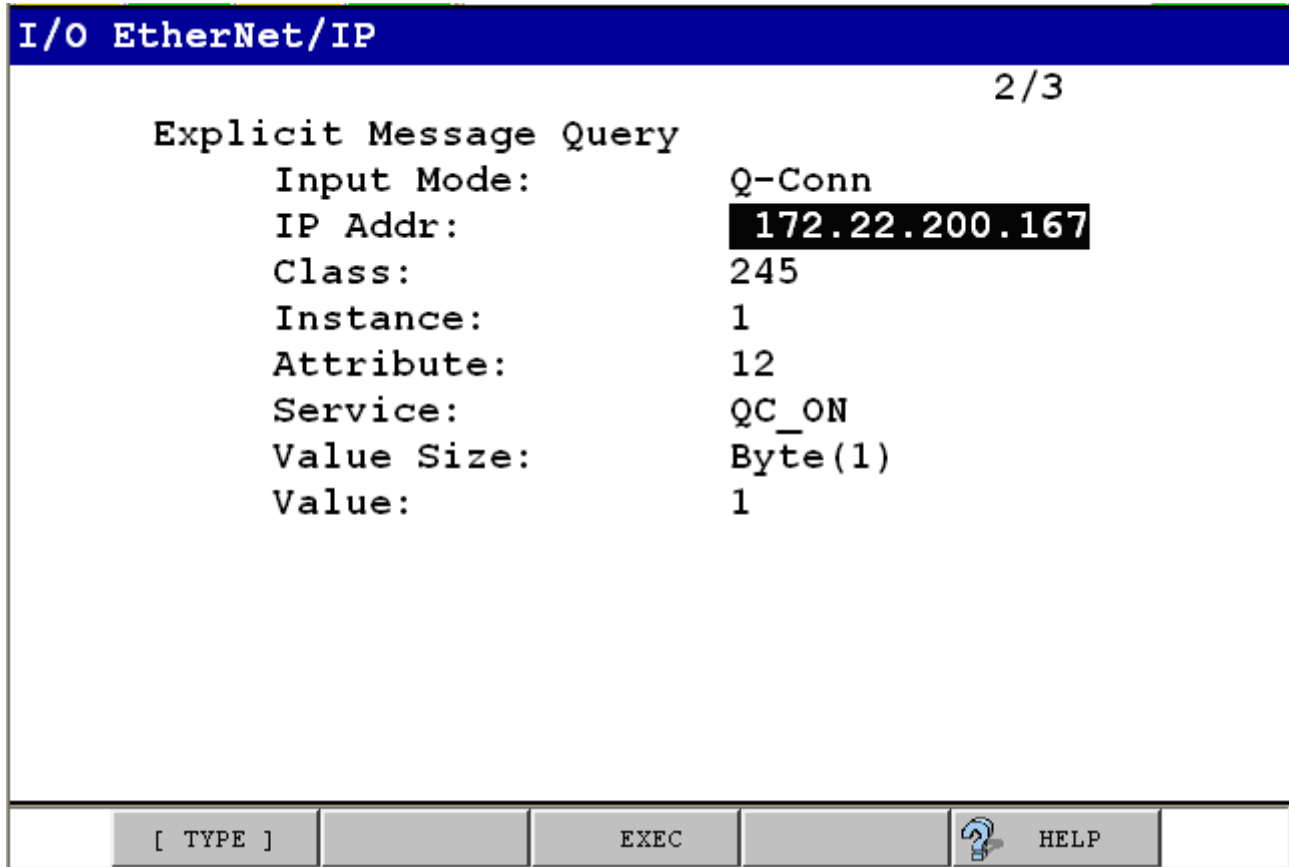 I/O EtherNet/IP
2/3
Explicit Message Query
Input Mode: Q-Conn
IP Addr: 172.22.200.167
Class: 245
Instance: 1
Attribute: 12
Service: QC_ON
Value Size: Byte(1)
Value: 1
[ TYPE ] EXEC HELP